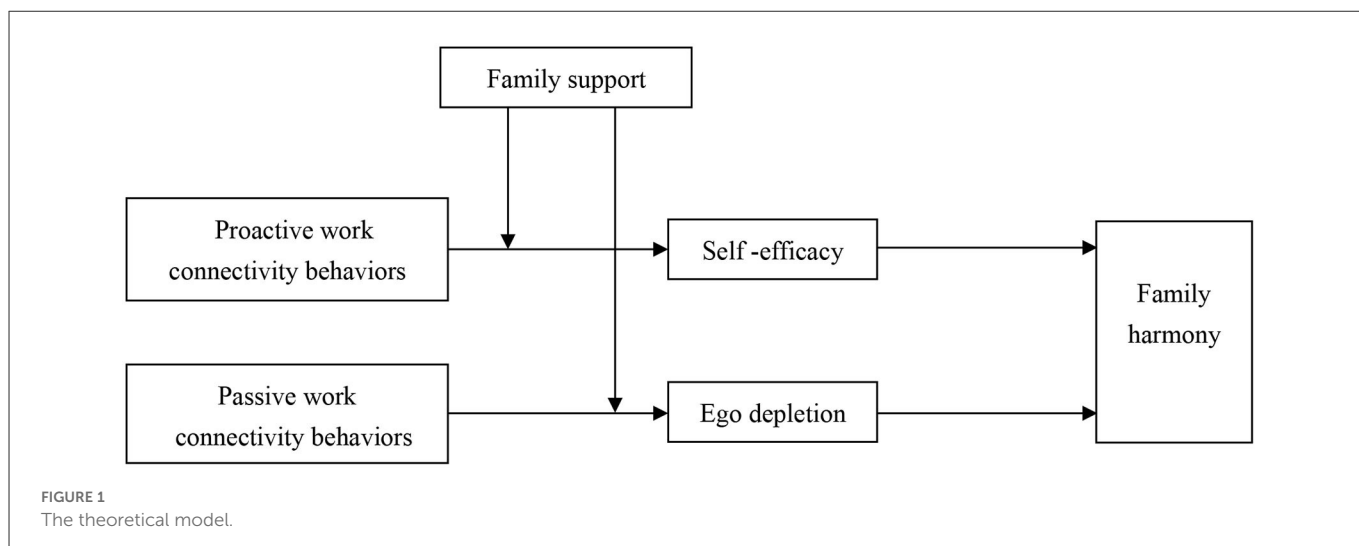 Family support
Proactive work
connectivity behaviors
Self -efficacy
Family
harmony
Passive work
connectivity behaviors
Ego depletion
FIGURE 1
The theoretical model.